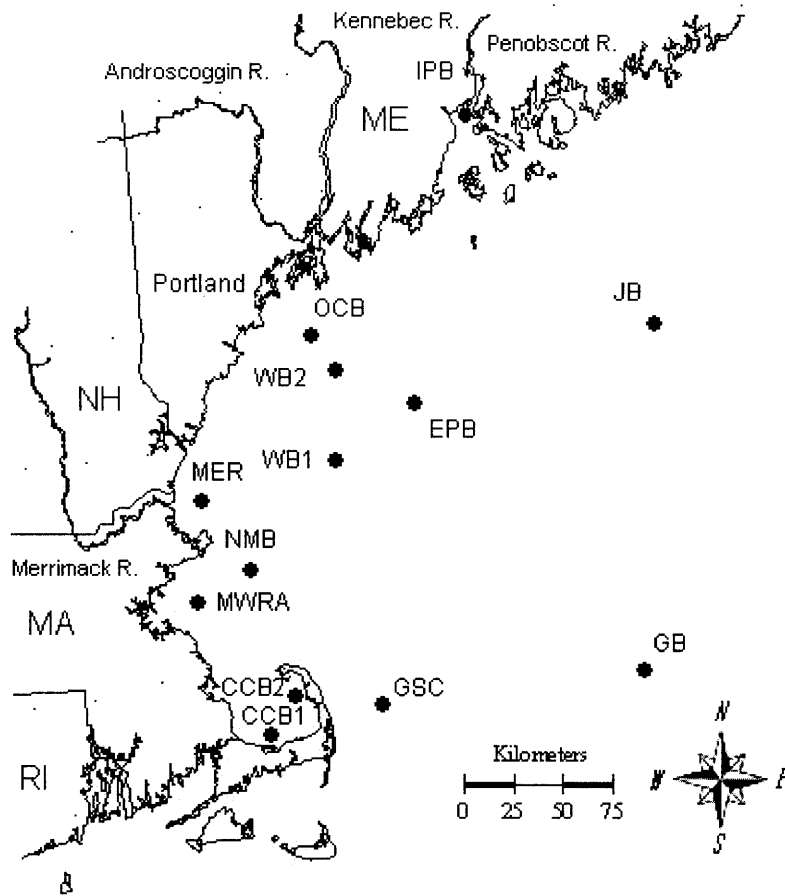 Kennebec R.
Penobscot R.
IPB
Androscoggin R.
ME
Portland
OCB
JB
WB2
NH
EPB
WB1
MER
NMB
Merrimack R.
MWRA
MA
GB
CCB2
GSC
CCB1
N
Kilometers
RI
W
E
0 25 50 75
S